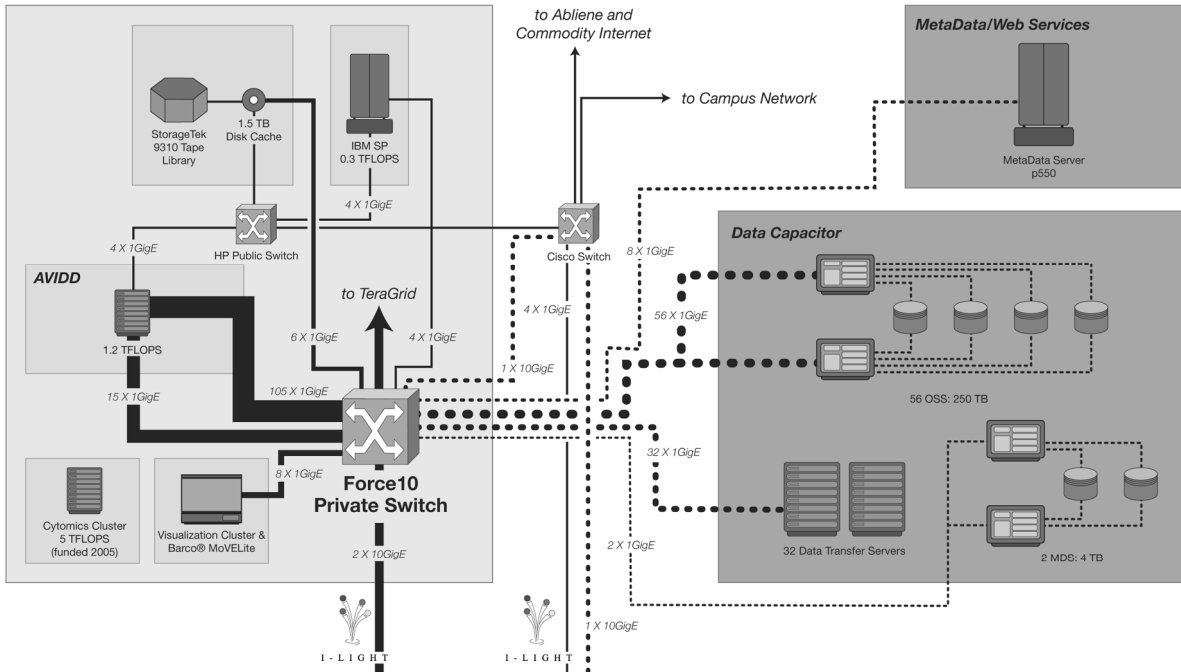 to Abliene and
Commodity Internet
to Campus Network
MetaData/Web Services
MetaData Server
p550
StorageTek
9310 Tape
Library
1.5 TB
Disk Cache
IBM SP
0.3 TFLOPS
4 X 1GigE
HP Public Switch
4 X 1GigE
Cisco Switch
8 X 1GigE
Data Capacitor
AVIDD
1.2 TFLOPS
to TeraGrid
6 X 1GigE
4 X 1GigE
4 X 1GigE
56 X 1GigE
1 X 10GigE
15 X 1GigE
105 X 1GigE
56 OSS: 250 TB
8 X 1GigE
Force10
Private Switch
32 X 1GigE
Cytomics Cluster
5 TFLOPS
(funded 2005)
Visualization Cluster &
Barco® MoVELite
2 X 10GigE
2 X 1GigE
32 Data Transfer Servers
2 MDS: 4 TB
1 X 10GigE
I - LIGHT
I - LIGHT